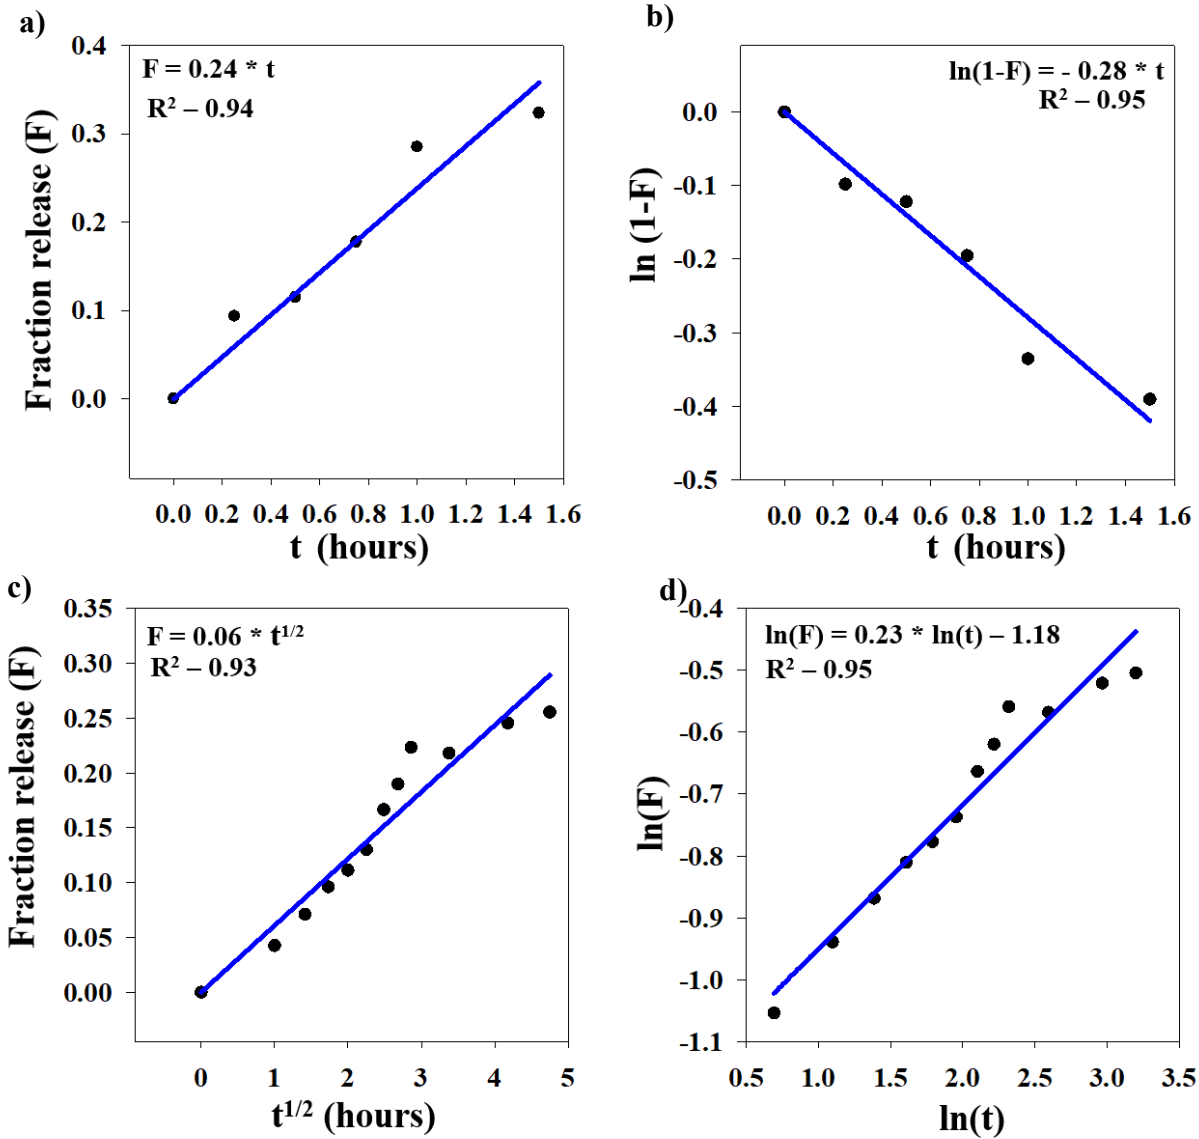 a)
F = 0.24 * t
R² – 0.94
Fraction release (F)
0.4
0.3
0.2
0.1
0.0
0.0 0.2 0.4 0.6 0.8 1.0 1.2 1.4 1.6
t (hours)
b)
ln(1-F) = - 0.28 * t
R² – 0.95
ln (1-F)
0.0
-0.1
-0.2
-0.3
-0.4
-0.5
0.0 0.2 0.4 0.6 0.8 1.0 1.2 1.4 1.6
t (hours)
c)
F = 0.06 * t¹/²
R² – 0.93
Fraction release (F)
0.35
0.30
0.25
0.20
0.15
0.10
0.05
0.00
0 1 2 3 4 5
t¹/² (hours)
d)
ln(F) = 0.23 * ln(t) – 1.18
R² – 0.95
ln(F)
-0.4
-0.5
-0.6
-0.7
-0.8
-0.9
-1.0
-1.1
0.5 1.0 1.5 2.0 2.5 3.0 3.5
ln(t)